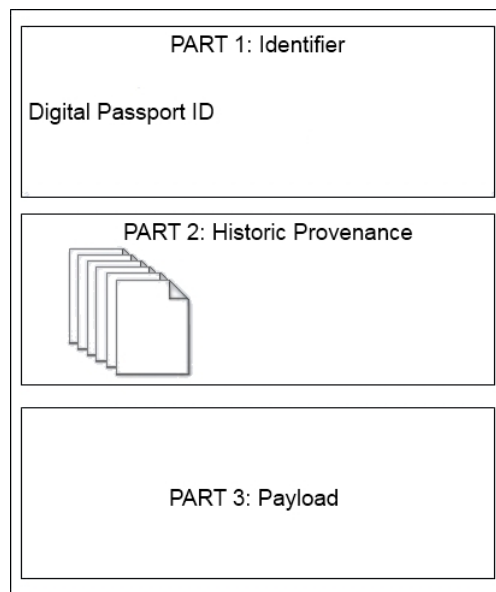 PART 1: Identifier
Digital Passport ID
PART 2: Historic Provenance
PART 3: Payload